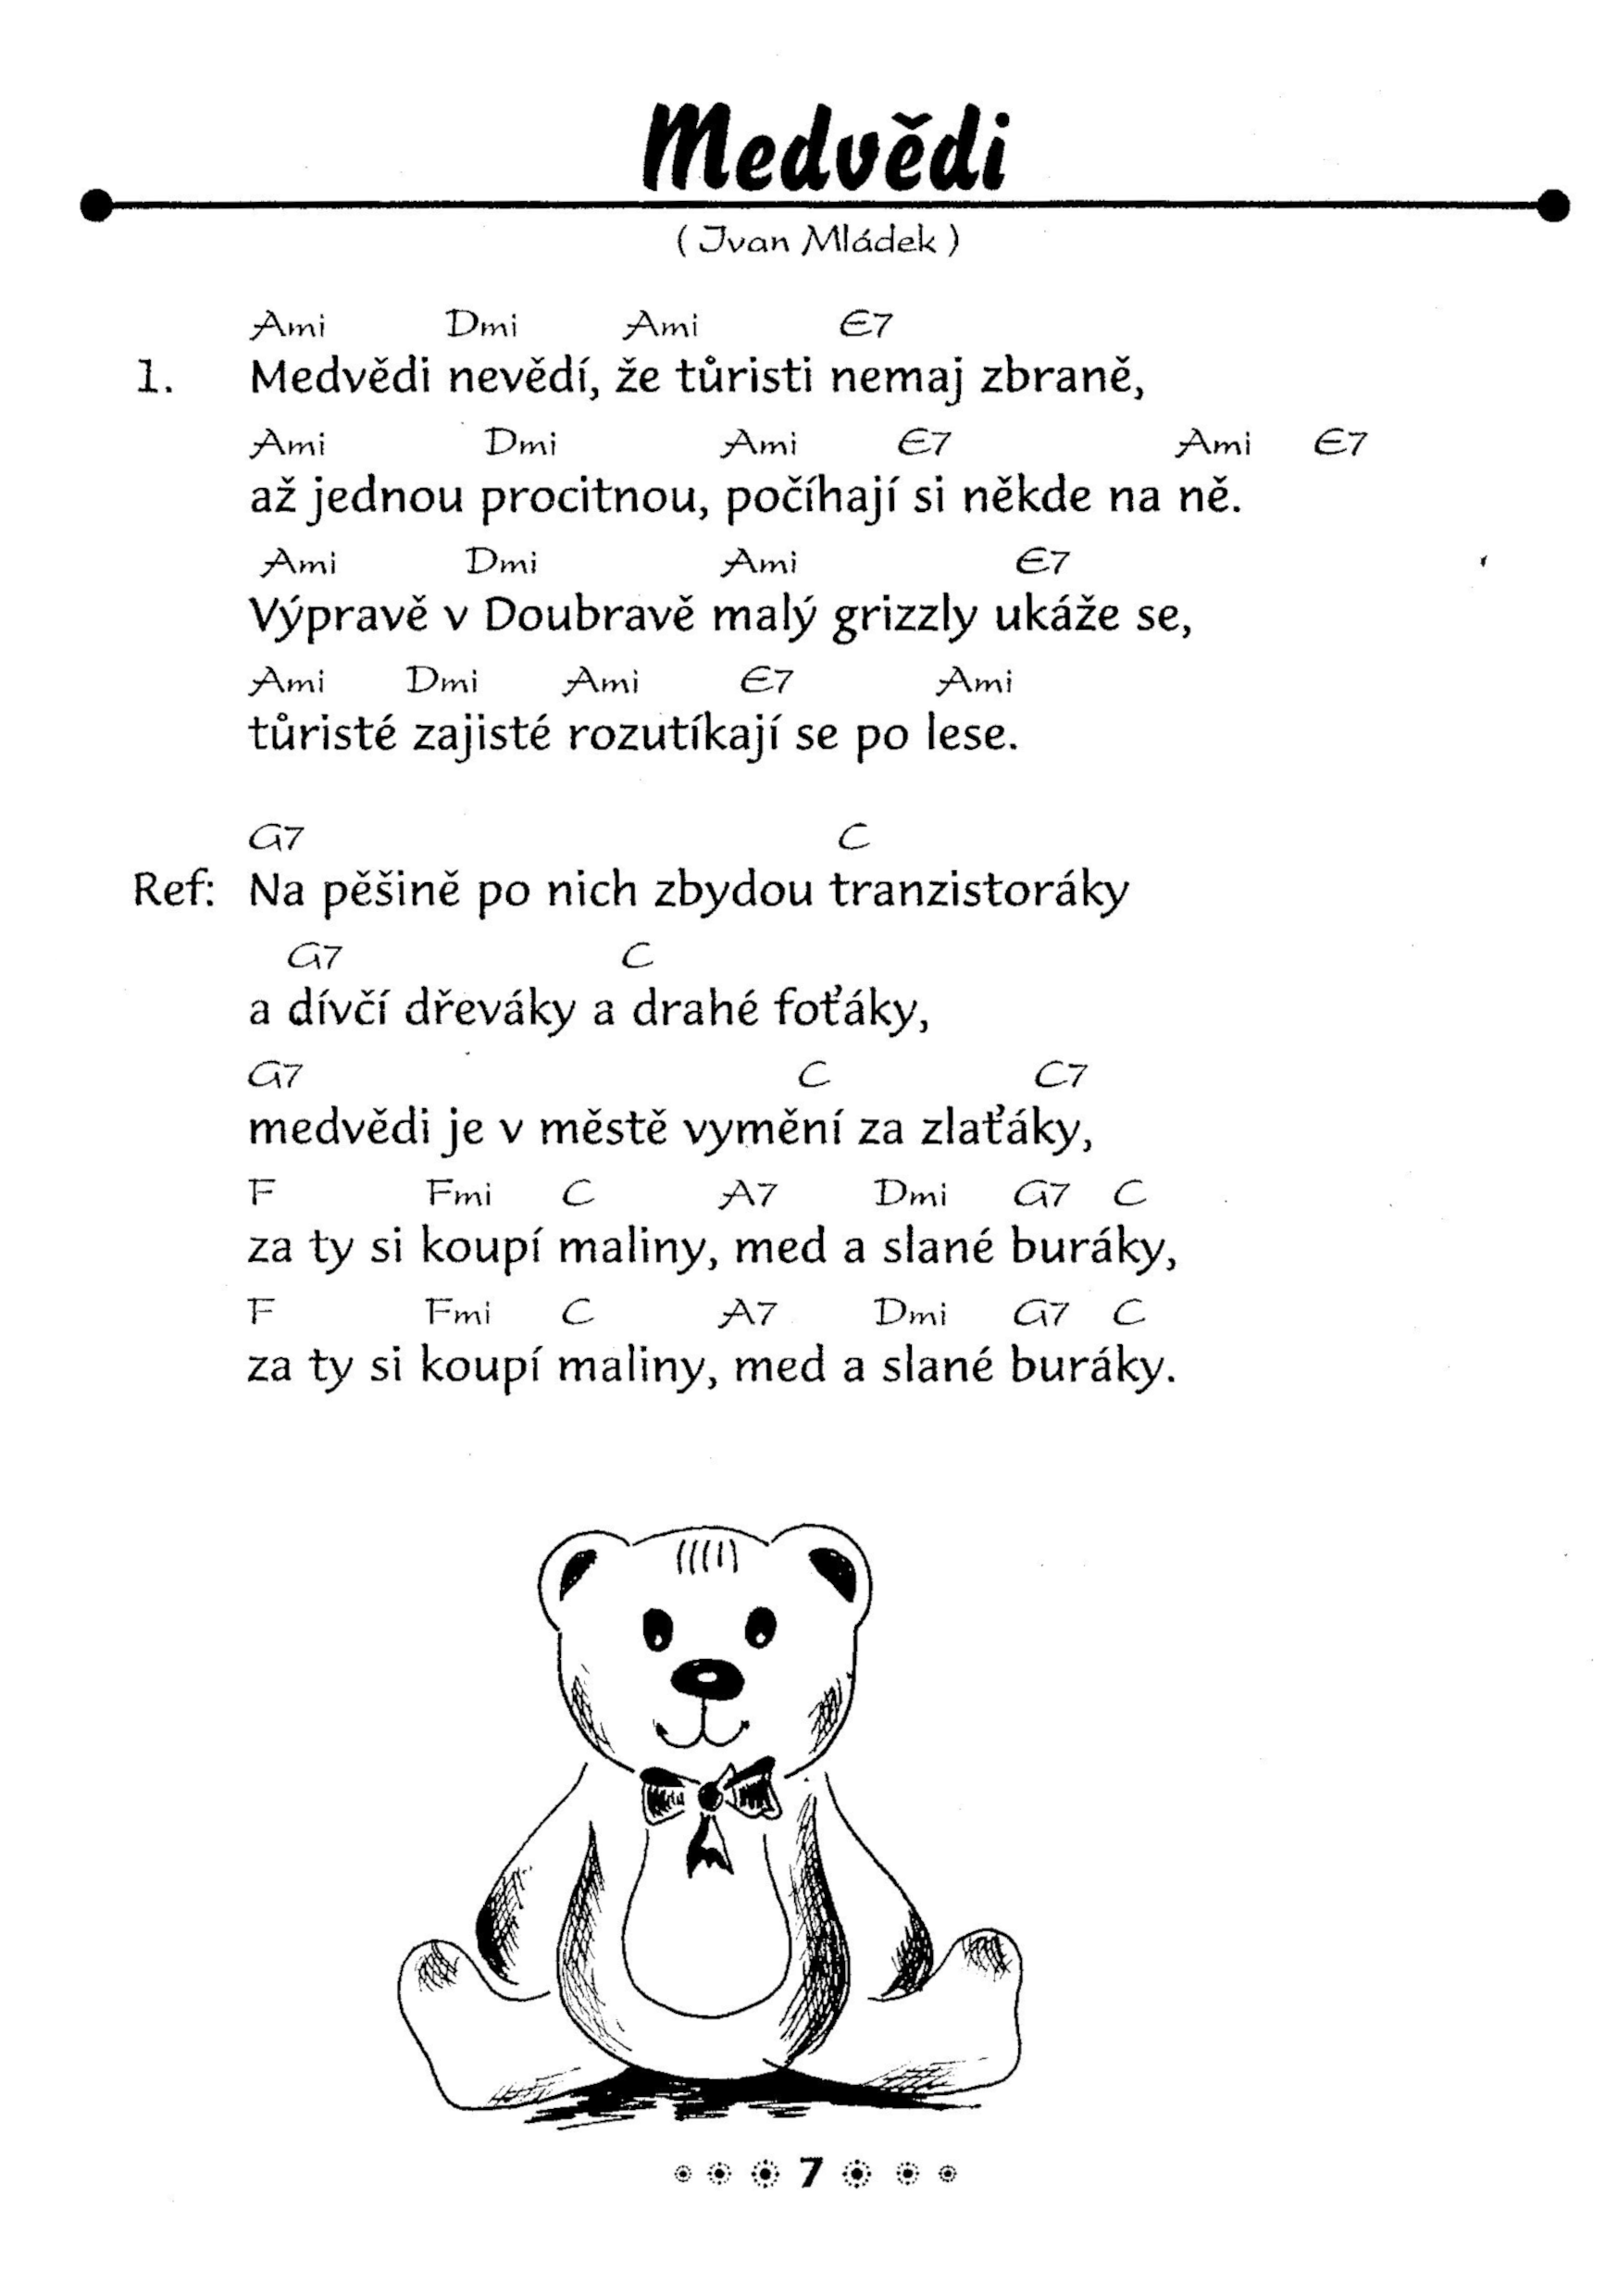 Medvědi
( Ivan Mládek )
Ami Dmi Ami E7
1. Medvědi nevědí, že tůristi nemaj zbraně,
Ami Dmi Ami E7 Ami E7
až jednou procitnou, počíhají si někde na ně.
Ami Dmi Ami E7
Výpravě v Doubravě malý grizzly ukáže se,
Ami Dmi Ami E7 Ami
tůristé zajisté rozutíkají se po lese.
G7 C
Ref: Na pěšině po nich zbydou tranzistoráky
G7 C
a dívčí dřeváky a drahé foťáky,
G7 C C7
medvědi je v městě vymění za zlaťáky,
F Fmi C A7 Dmi G7 C
za ty si koupí maliny, med a slané buráky,
F Fmi C A7 Dmi G7 C
za ty si koupí maliny, med a slané buráky.
7